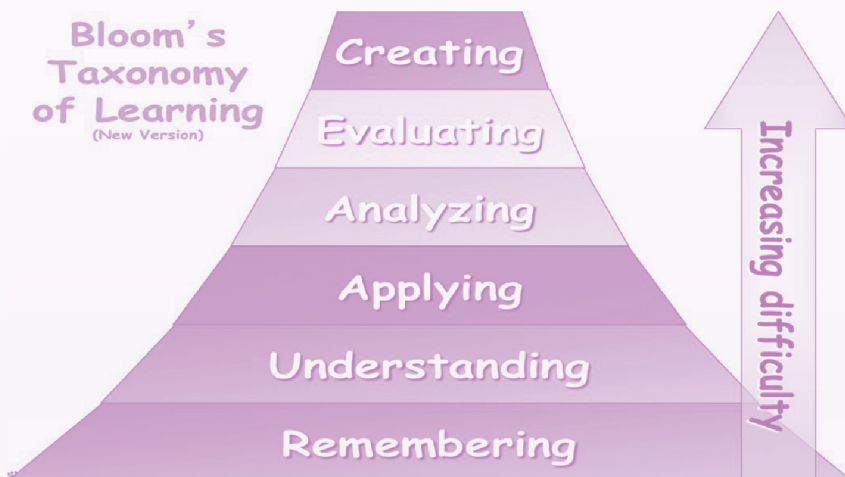 Bloom's
Taxonomy
of Learning
(New Version)
Creating
Evaluating
Analyzing
Applying
Understanding
Remembering
Increasing difficulty